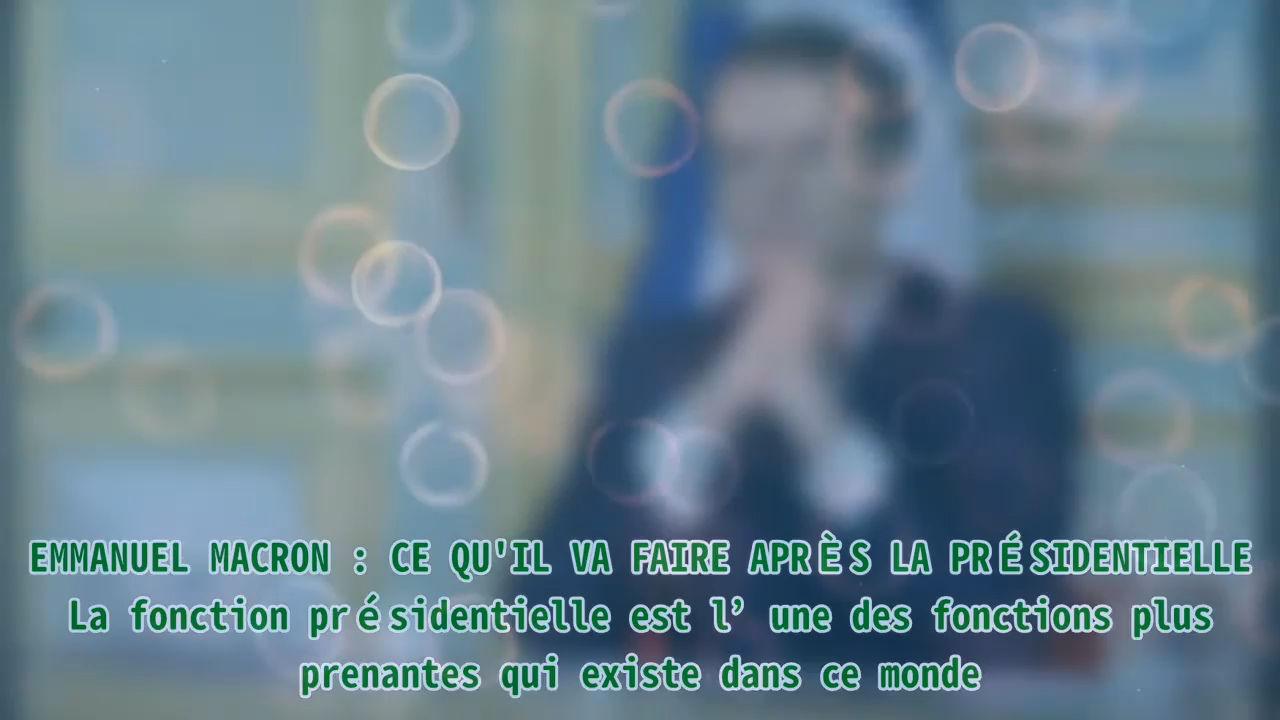 EMMANUEL MACRON : CE QU'IL VA FAIRE APRÈS LA PRÉSIDENTIELLE
La fonction présidentielle est l’ une des fonctions plus
prenantes qui existe dans ce monde